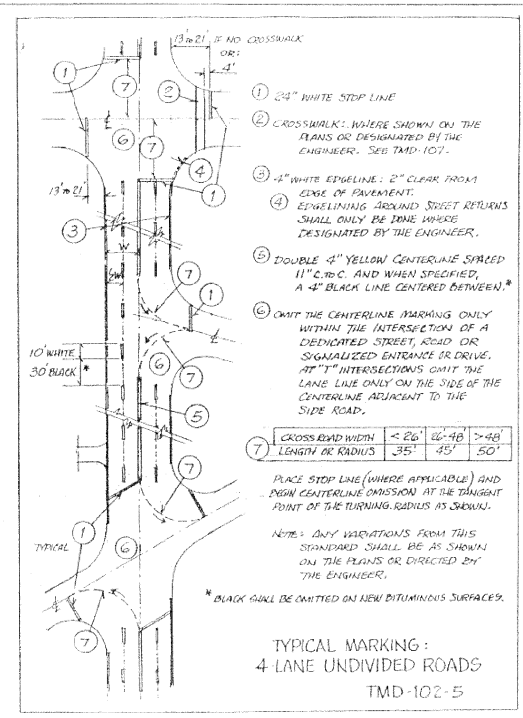 13' to 21' IF NO CROSSWALK
OR:
4'
1
2
7
6
7
4
1
13' to 21'
3
W
½W
7
1
6
7
10' WHITE
30' BLACK *
5
7
1
TYPICAL
6
7
1 24" WHITE STOP LINE
2 CROSSWALK: WHERE SHOWN ON THE
PLANS OR DESIGNATED BY THE
ENGINEER. SEE TMD-107.
3 4" WHITE EDGELINE: 2" CLEAR FROM
EDGE OF PAVEMENT.
4 EDGELINING AROUND STREET RETURNS
SHALL ONLY BE DONE WHERE
DESIGNATED BY THE ENGINEER.
5 DOUBLE 4" YELLOW CENTERLINE SPACED
11" C. TO C. AND WHEN SPECIFIED,
A 4" BLACK LINE CENTERED BETWEEN.*
6 OMIT THE CENTERLINE MARKING ONLY
WITHIN THE INTERSECTION OF A
DEDICATED STREET, ROAD OR
SIGNALIZED ENTRANCE OR DRIVE.
AT "T" INTERSECTIONS OMIT THE
LANE LINE ONLY ON THE SIDE OF THE
CENTERLINE ADJACENT TO THE
SIDE ROAD.
CROSS ROAD WIDTH < 26' 26'-48' > 48'
7 LENGTH OR RADIUS 35' 45' 50'
PLACE STOP LINE (WHERE APPLICABLE) AND
BEGIN CENTERLINE OMISSION AT THE TANGENT
POINT OF THE TURNING RADIUS AS SHOWN.
NOTE: ANY VARIATIONS FROM THIS
STANDARD SHALL BE AS SHOWN
ON THE PLANS OR DIRECTED BY
THE ENGINEER.
* BLACK SHALL BE OMITTED ON NEW BITUMINOUS SURFACES.
TYPICAL MARKING:
4-LANE UNDIVIDED ROADS
TMD-102-5